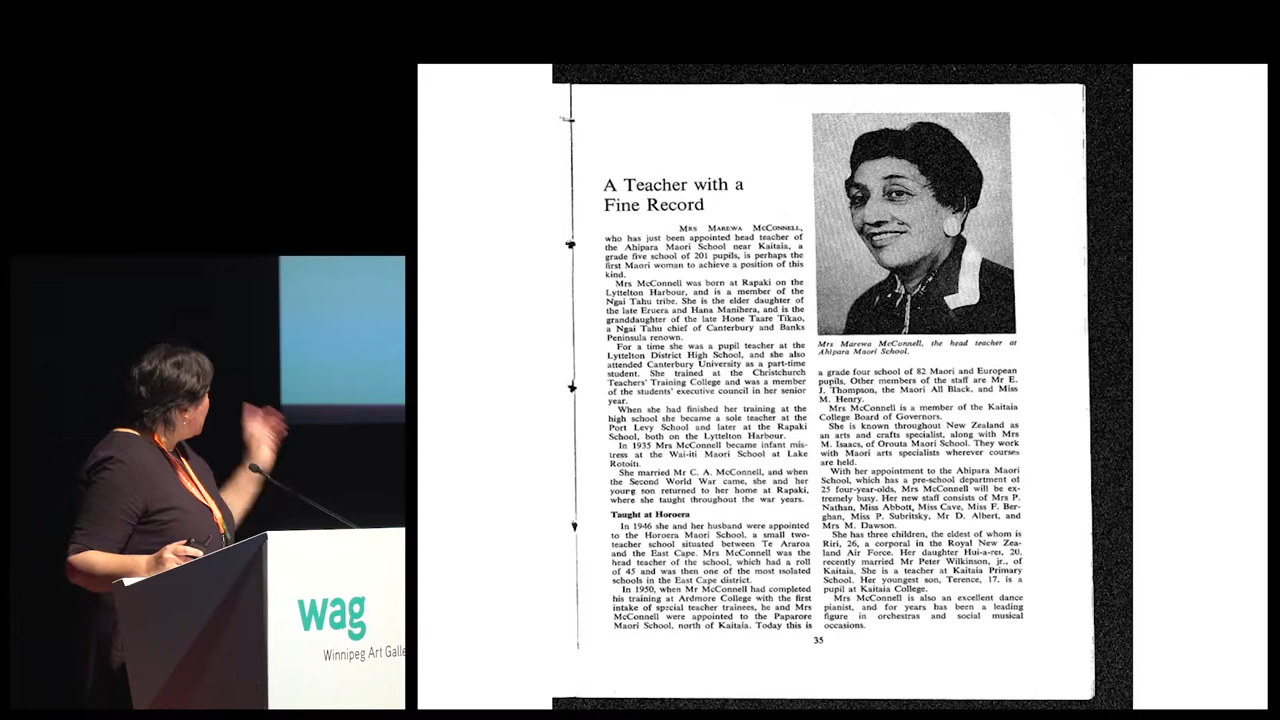 A Teacher with a
Fine Record
MRS MAREWA MCCONNELL,
who has just been appointed head teacher of
the Ahipara Maori School near Kaitaia, a
grade five school of 201 pupils, is perhaps the
first Maori woman to achieve a position of this
kind.
Mrs McConnell was born at Rapaki on the
Lyttelton Harbour, and is a member of the
Ngai Tahu tribe. She is the elder daughter of
the late Eruera and Hana Manihera, and is the
granddaughter of the late Hone Taare Tikao,
a Ngai Tahu chief of Canterbury and Banks
Peninsula renown.
For a time she was a pupil teacher at the
Lyttelton District High School, and she also
attended Canterbury University as a part-time
student. She trained at the Christchurch
Teachers' Training College and was a member
of the students' executive council in her senior
year.
When she had finished her training at the
high school she became a sole teacher at the
Port Levy School and later at the Rapaki
School, both on the Lyttelton Harbour.
In 1935 Mrs McConnell became infant mis-
tress at the Wai-iti Maori School at Lake
Rotoiti.
She married Mr C. A. McConnell, and when
the Second World War came, she and her
young son returned to her home at Rapaki,
where she taught throughout the war years.
Taught at Horoera
In 1946 she and her husband were appointed
to the Horoera Maori School, a small two-
teacher school situated between Te Araroa
and the East Cape. Mrs McConnell was the
head teacher of the school, which had a roll
of 45 and was then one of the most isolated
schools in the East Cape district.
In 1950, when Mr McConnell had completed
his training at Ardmore College with the first
intake of special teacher trainees, he and Mrs
McConnell were appointed to the Paparore
Maori School, north of Kaitaia. Today this is
Mrs Marewa McConnell, the head teacher at
Ahipara Maori School.
a grade four school of 82 Maori and European
pupils. Other members of the staff are Mr E.
J. Thompson, the Maori All Black, and Miss
M. Henry.
Mrs McConnell is a member of the Kaitaia
College Board of Governors.
She is known throughout New Zealand as
an arts and crafts specialist, along with Mrs
M. Isaacs, of Orouta Maori School. They work
with Maori arts specialists wherever courses
are held.
With her appointment to the Ahipara Maori
School, which has a pre-school department of
25 four-year-olds, Mrs McConnell will be ex-
tremely busy. Her new staff consists of Mrs P.
Nathan, Miss Abbott, Miss Cave, Miss F. Ber-
ghan, Miss P. Subritsky, Mr D. Albert, and
Mrs M. Dawson.
She has three children, the eldest of whom is
Riri, 26, a corporal in the Royal New Zea-
land Air Force. Her daughter Hui-a-rei, 20,
recently married Mr Peter Wilkinson, jr., of
Kaitaia. She is a teacher at Kaitaia Primary
School. Her youngest son, Terence, 17, is a
pupil at Kaitaia College.
Mrs McConnell is also an excellent dance
pianist, and for years has been a leading
figure in orchestras and social musical
occasions.
35
wag
Winnipeg Art Galle